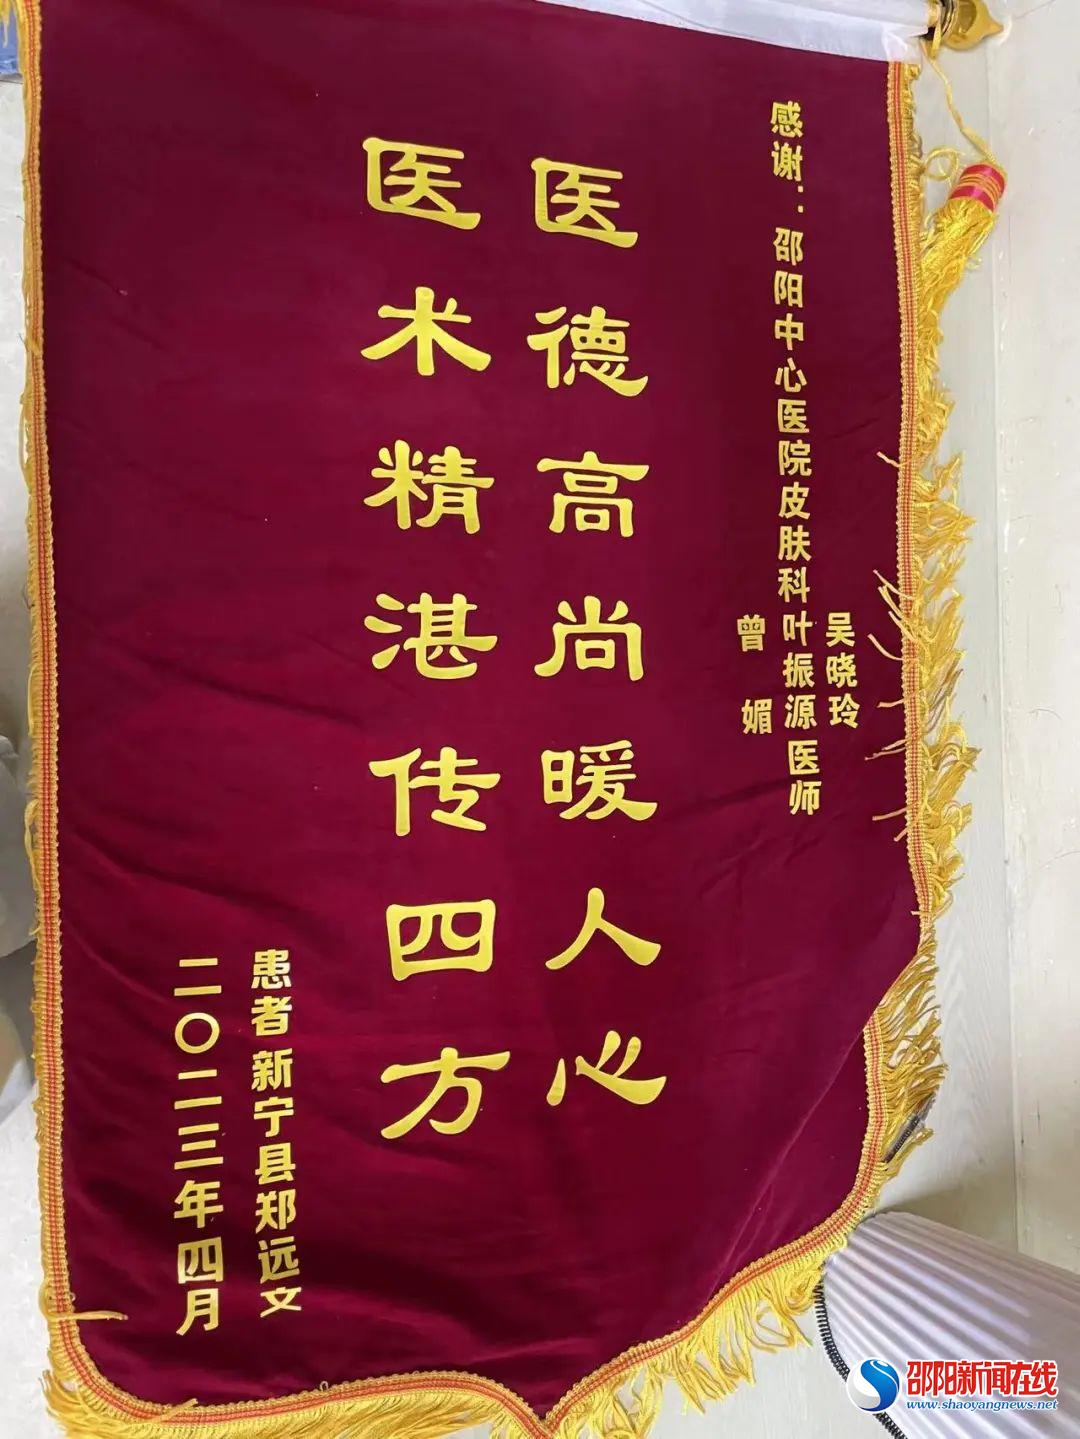 感谢：邵阳中心医院皮肤科
吴晓玲
叶振源医师
曾媚
医德高尚暖人心
医术精湛传四方
患者 新宁县郑远文
二〇二三年四月
邵阳新闻在线
www.shaoyangnews.net